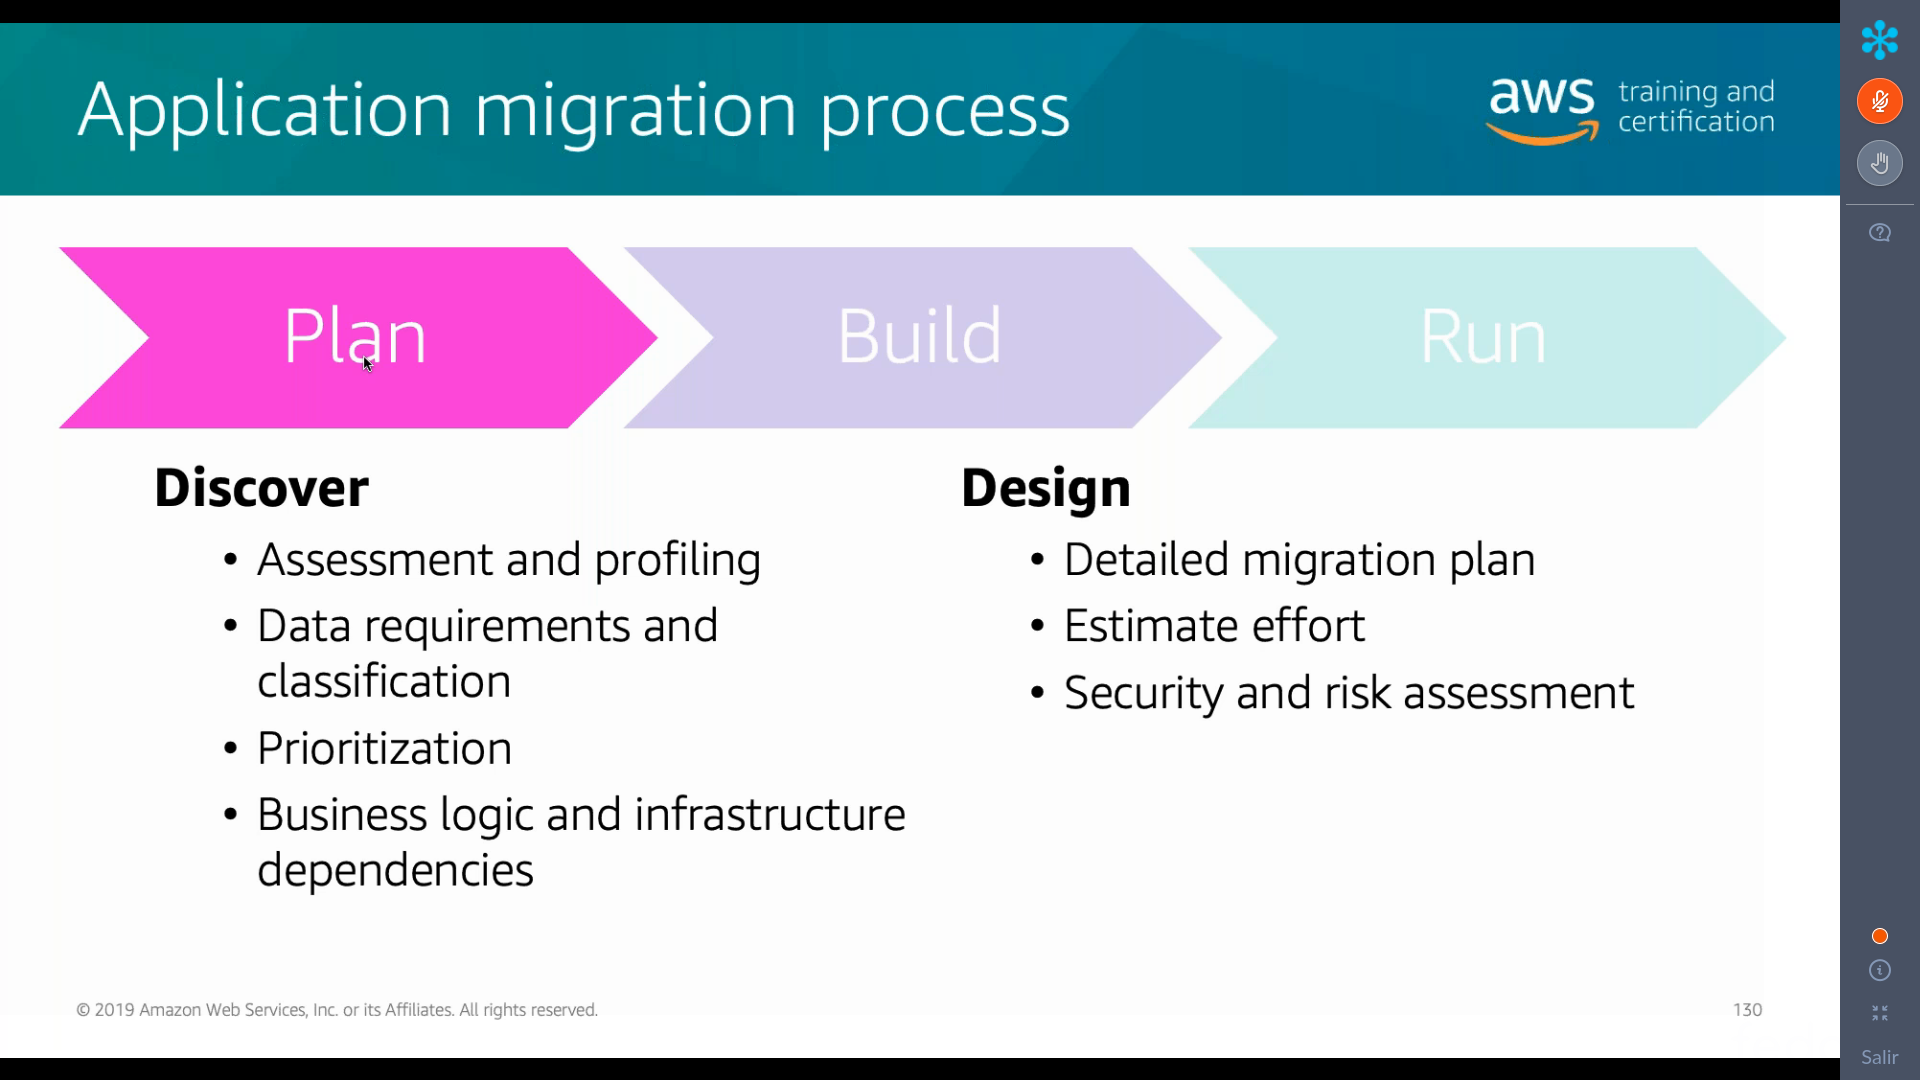 Application migration process
aws
training and
certification
Plan
Build
Run
Discover
• Assessment and profiling
• Data requirements and
classification
• Prioritization
• Business logic and infrastructure
dependencies
Design
• Detailed migration plan
• Estimate effort
• Security and risk assessment
© 2019 Amazon Web Services, Inc. or its Affiliates. All rights reserved.
130
Salir